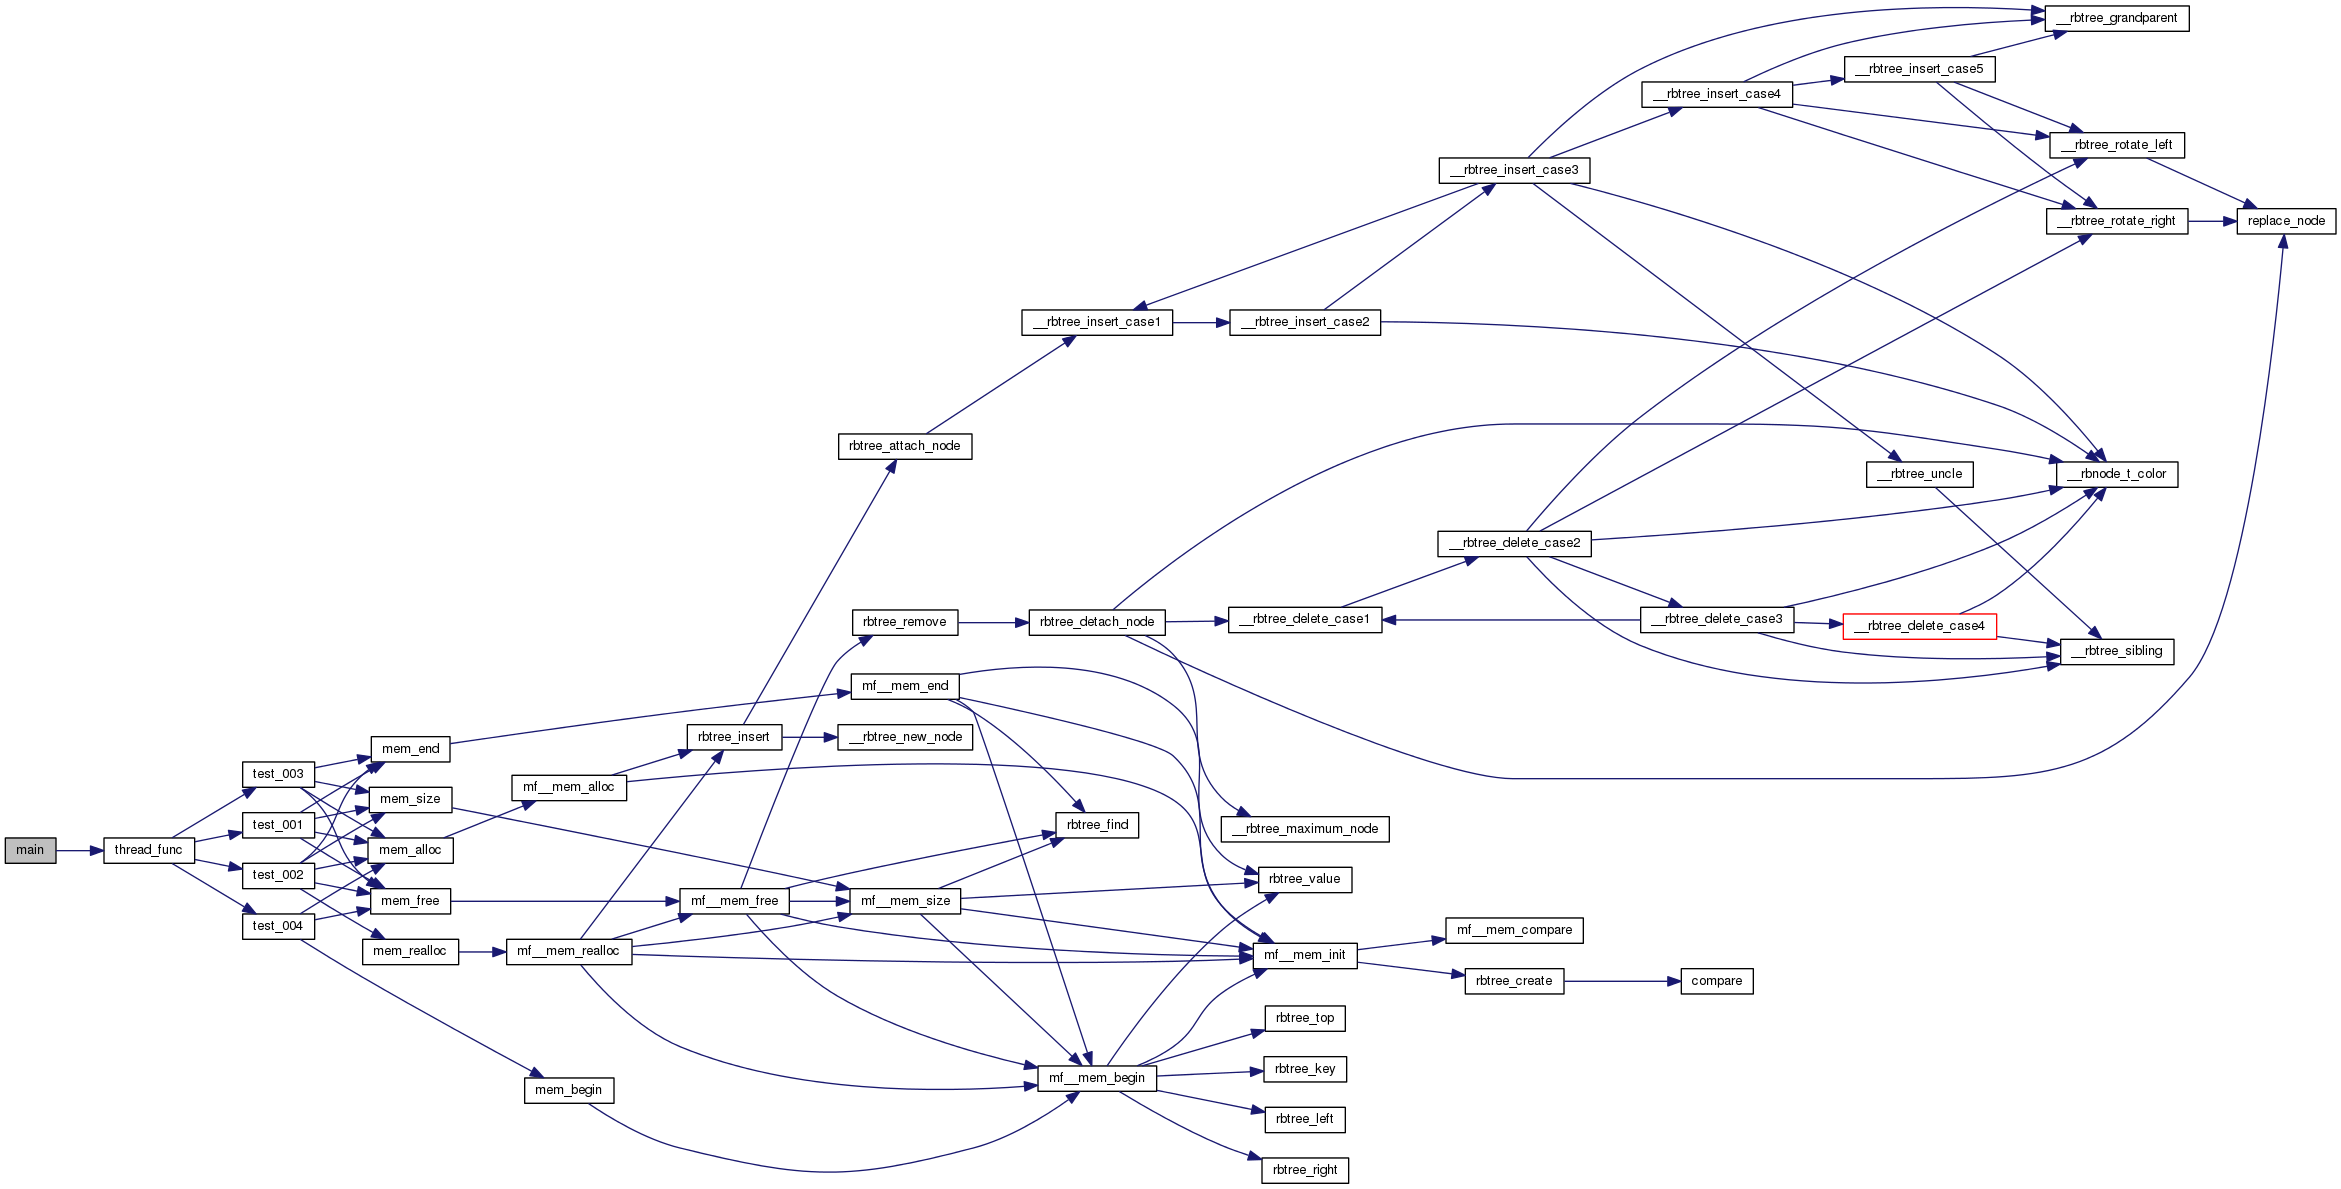 main
thread_func
test_003
test_001
test_002
test_004
mem_end
mem_size
mem_alloc
mem_free
mem_realloc
mem_begin
mf__mem_alloc
mf__mem_realloc
rbtree_insert
mf__mem_free
rbtree_attach_node
rbtree_remove
mf__mem_end
__rbtree_new_node
mf__mem_size
__rbtree_insert_case1
rbtree_detach_node
rbtree_find
mf__mem_begin
__rbtree_insert_case2
__rbtree_delete_case1
__rbtree_maximum_node
rbtree_value
mf__mem_init
rbtree_top
rbtree_key
rbtree_left
rbtree_right
__rbtree_insert_case3
__rbtree_delete_case2
mf__mem_compare
rbtree_create
__rbtree_insert_case4
__rbtree_delete_case3
compare
__rbtree_insert_case5
__rbtree_uncle
__rbtree_delete_case4
__rbtree_grandparent
__rbtree_rotate_left
__rbtree_rotate_right
__rbnode_t_color
__rbtree_sibling
replace_node